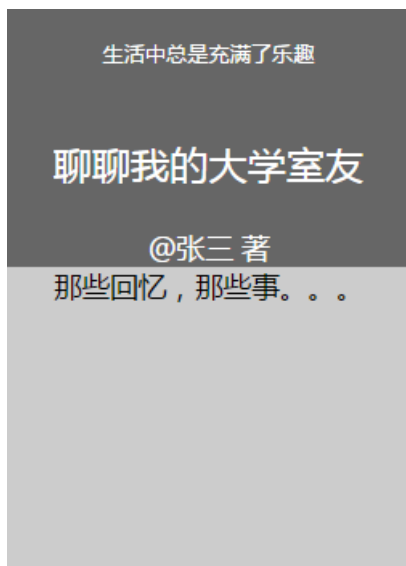 生活中总是充满了乐趣
聊聊我的大学室友
@张三 著
那些回忆，那些事。。。